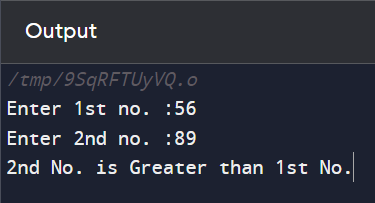 Output
/tmp/9SqRFTUyVQ.o
Enter 1st no. :56
Enter 2nd no. :89
2nd No. is Greater than 1st No.